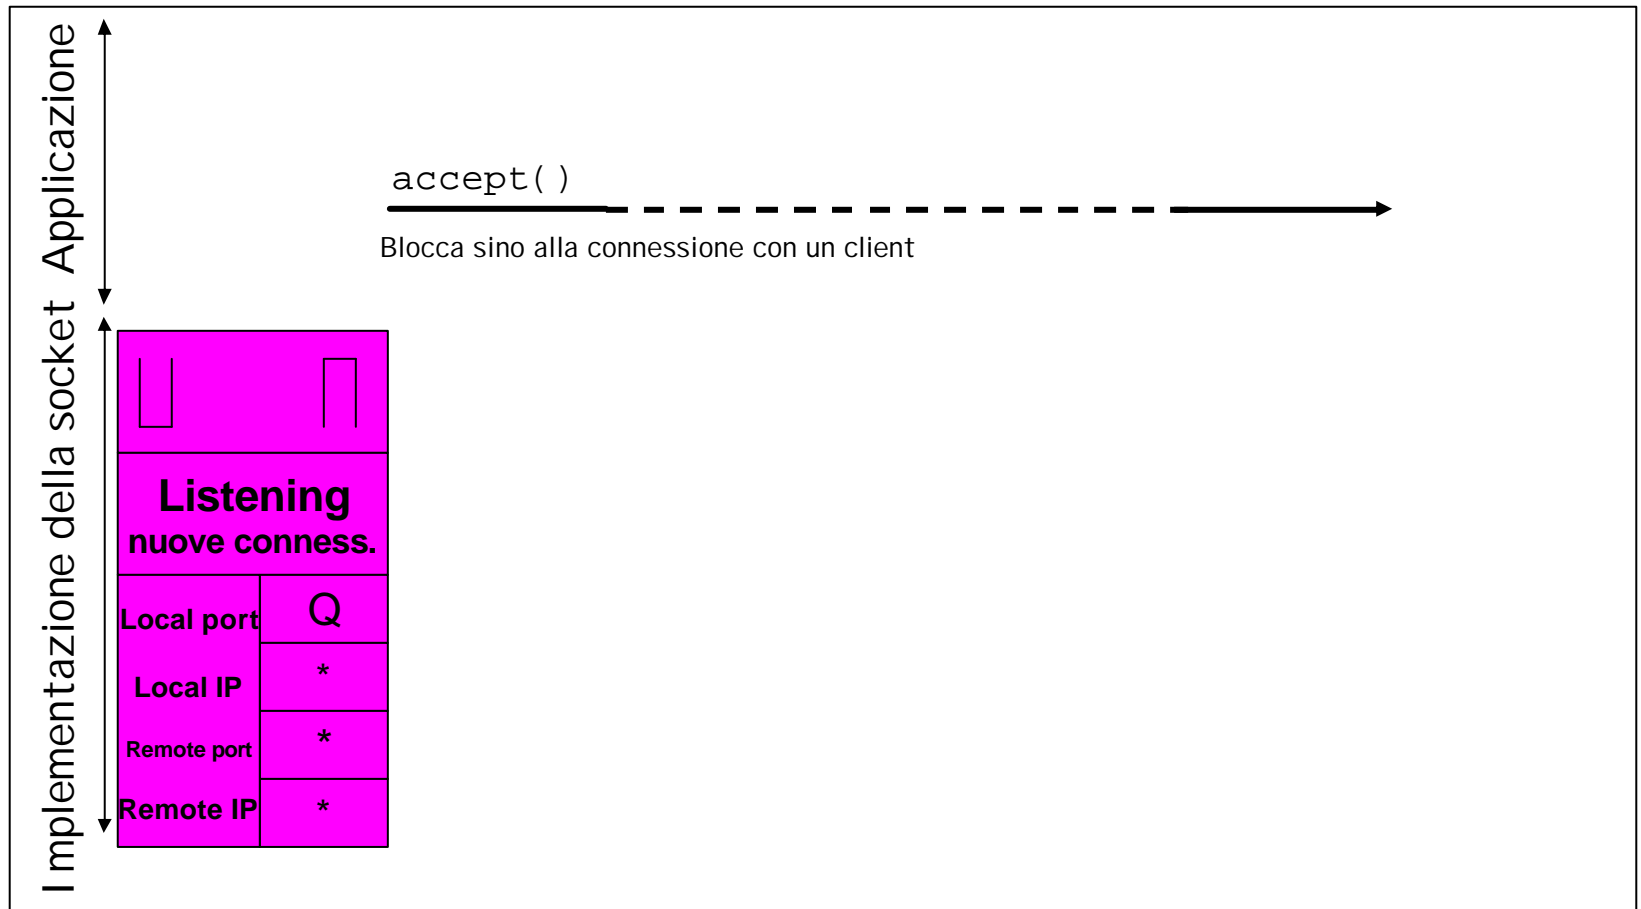 Applicazione
accept()
Blocca sino alla connessione con un client
Implementazione della socket
Listening
nuove conness.
Local port Q
Local IP *
Remote port *
Remote IP *